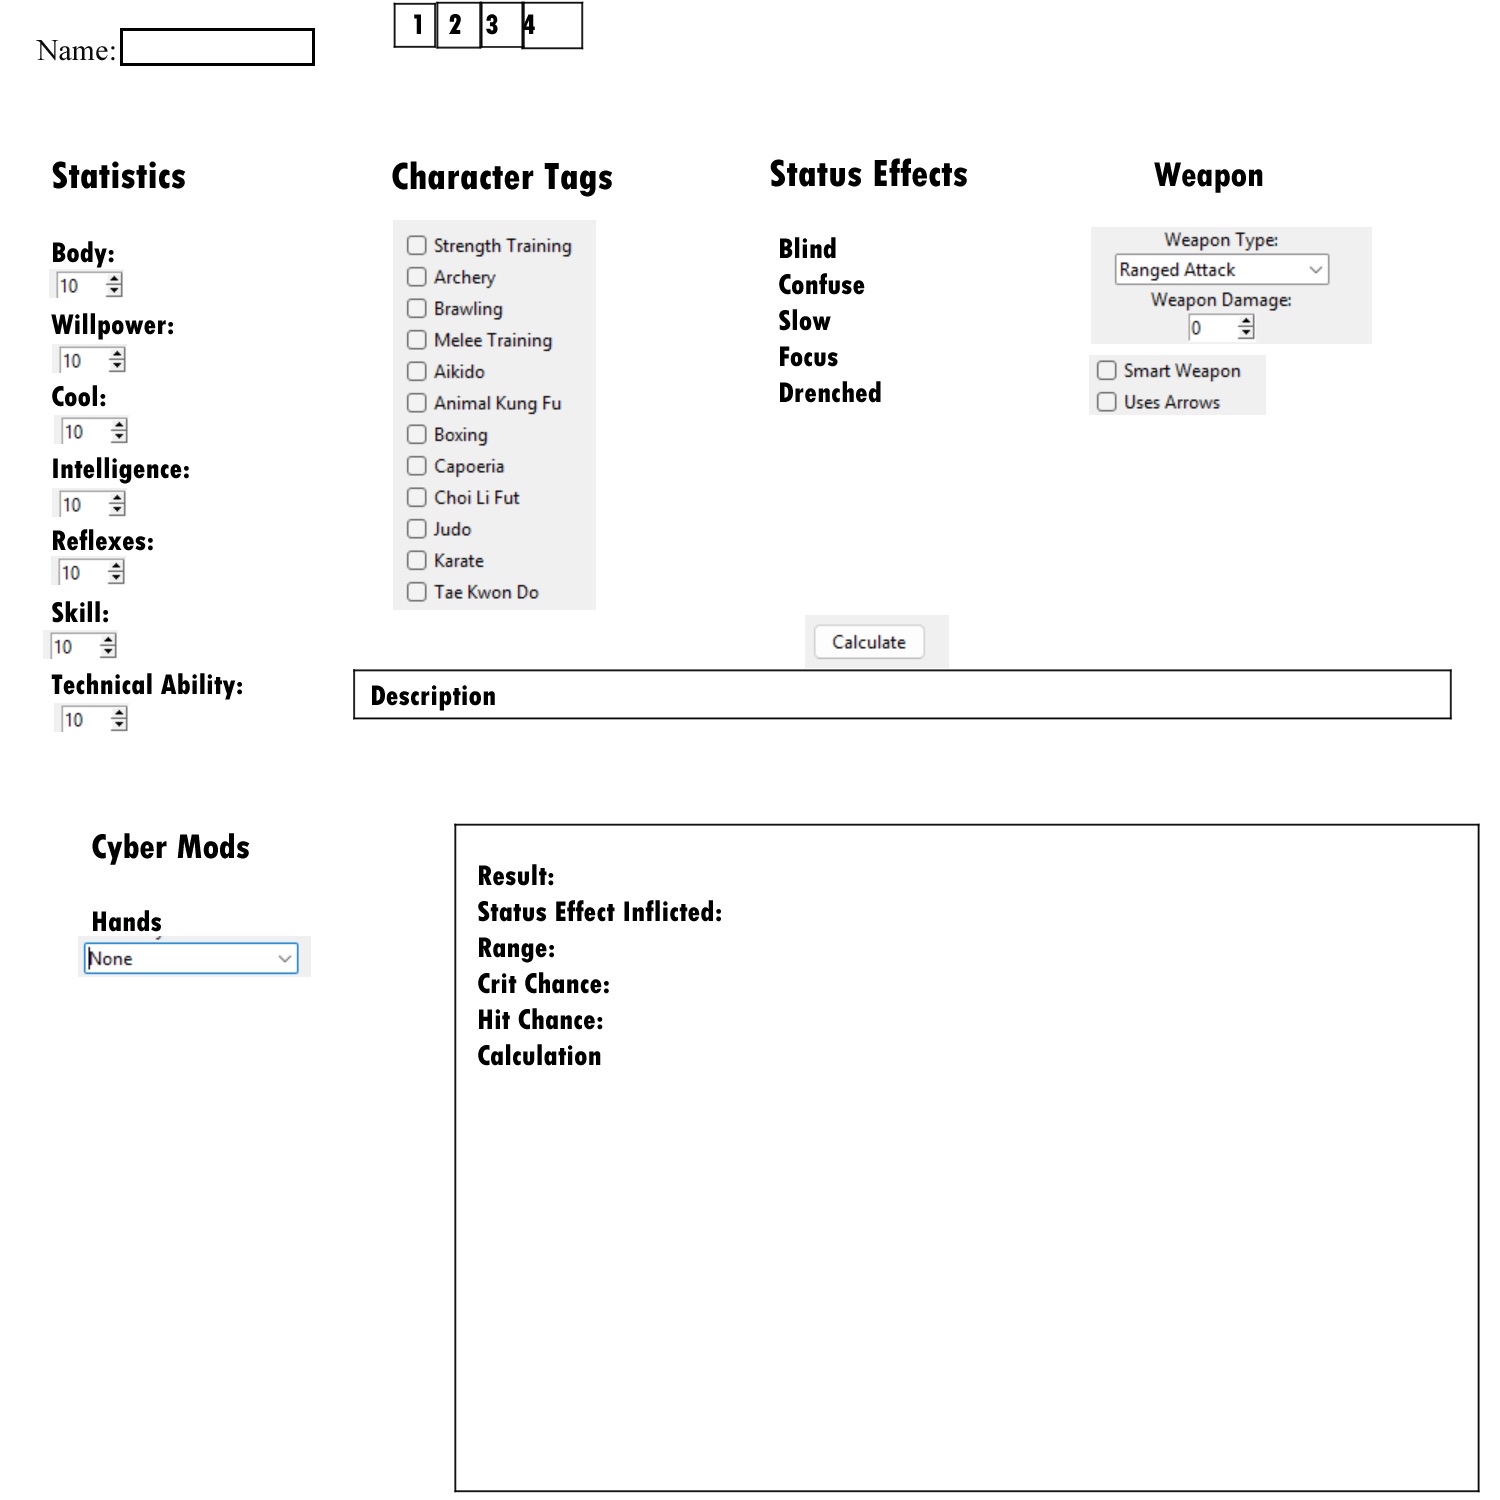 1 2 3 4
Name:
Statistics
Body:
10
Willpower:
10
Cool:
10
Intelligence:
10
Reflexes:
10
Skill:
10
Technical Ability:
10
Character Tags
Strength Training
Archery
Brawling
Melee Training
Aikido
Animal Kung Fu
Boxing
Capoeria
Choi Li Fut
Judo
Karate
Tae Kwon Do
Status Effects
Blind
Confuse
Slow
Focus
Drenched
Weapon
Weapon Type:
Ranged Attack
Weapon Damage:
0
Smart Weapon
Uses Arrows
Calculate
Description
Cyber Mods
Hands
None
Result:
Status Effect Inflicted:
Range:
Crit Chance:
Hit Chance:
Calculation